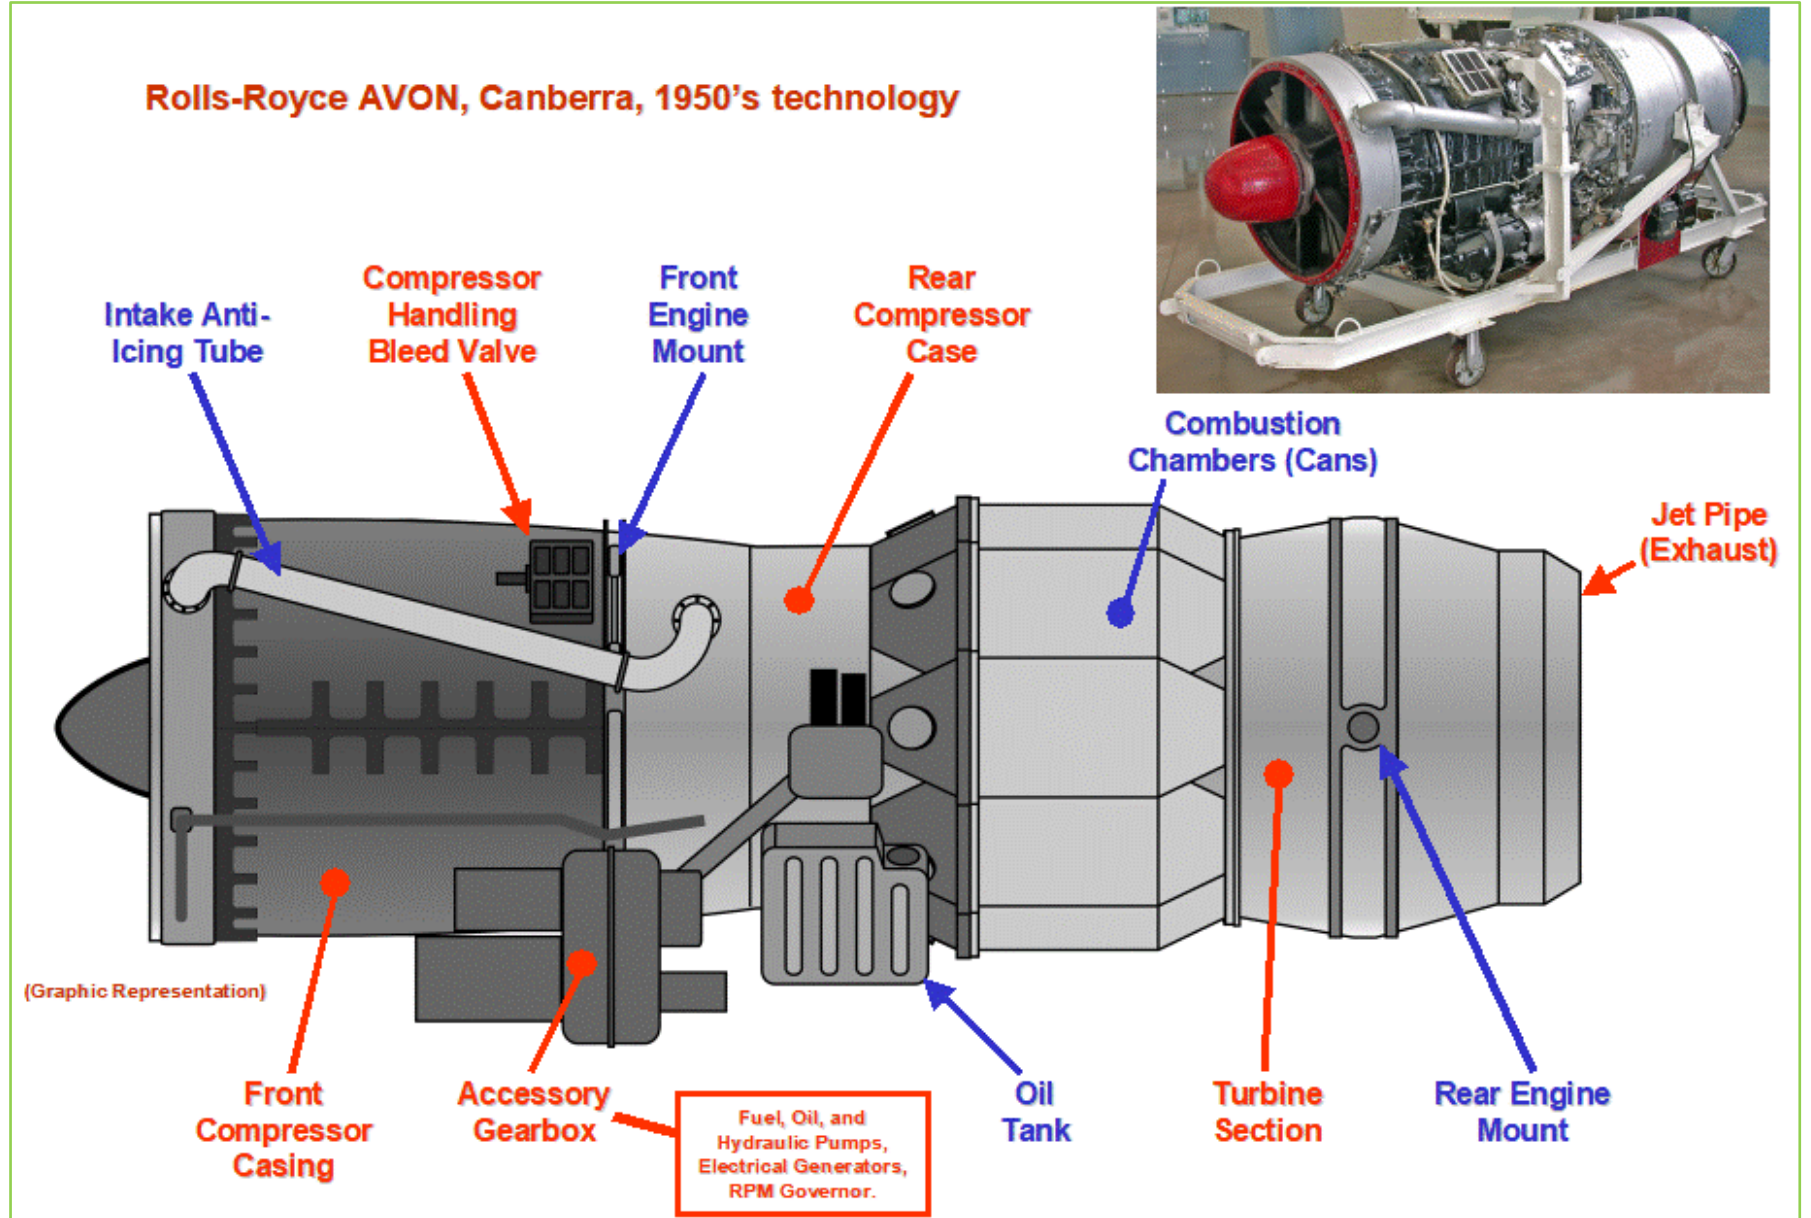 Rolls-Royce AVON, Canberra, 1950's technology
Intake Anti-
Icing Tube
Compressor
Handling
Bleed Valve
Front
Engine
Mount
Rear
Compressor
Case
Combustion
Chambers (Cans)
Jet Pipe
(Exhaust)
(Graphic Representation)
Front
Compressor
Casing
Accessory
Gearbox
Fuel, Oil, and
Hydraulic Pumps,
Electrical Generators,
RPM Governor.
Oil
Tank
Turbine
Section
Rear Engine
Mount